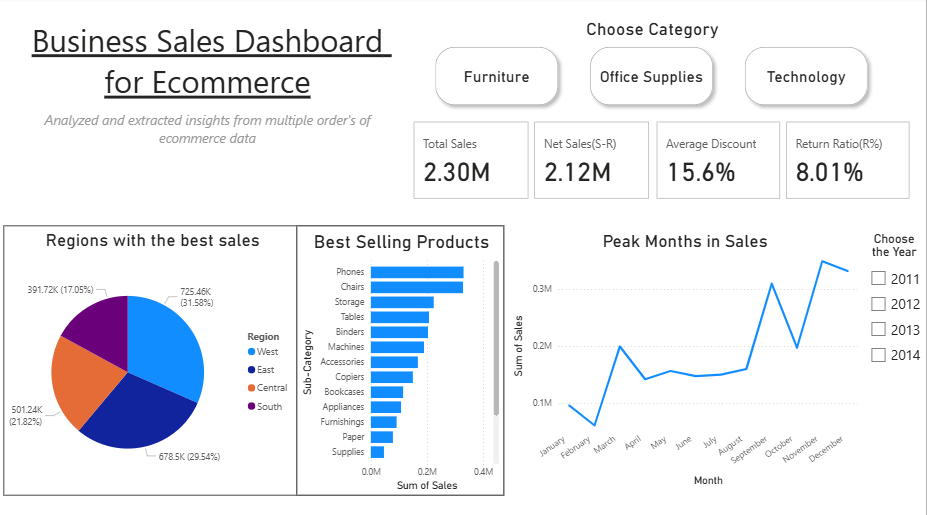 Business Sales Dashboard
for Ecommerce
Analyzed and extracted insights from multiple order's of
ecommerce data
Choose Category
Furniture
Office Supplies
Technology
Total Sales
2.30M
Net Sales(S-R)
2.12M
Average Discount
15.6%
Return Ratio(R%)
8.01%
Regions with the best sales
391.72K (17.05%)
725.46K
(31.58%)
501.24K
(21.82%)
678.5K (29.54%)
Region
West
East
Central
South
Best Selling Products
Sub-Category
Phones
Chairs
Storage
Tables
Binders
Machines
Accessories
Copiers
Bookcases
Appliances
Furnishings
Paper
Supplies
0.0M 0.2M 0.4M
Sum of Sales
Peak Months in Sales
Sum of Sales
0.3M
0.2M
0.1M
January
February
March
April
May
June
July
August
September
October
November
December
Month
Choose
the Year
2011
2012
2013
2014